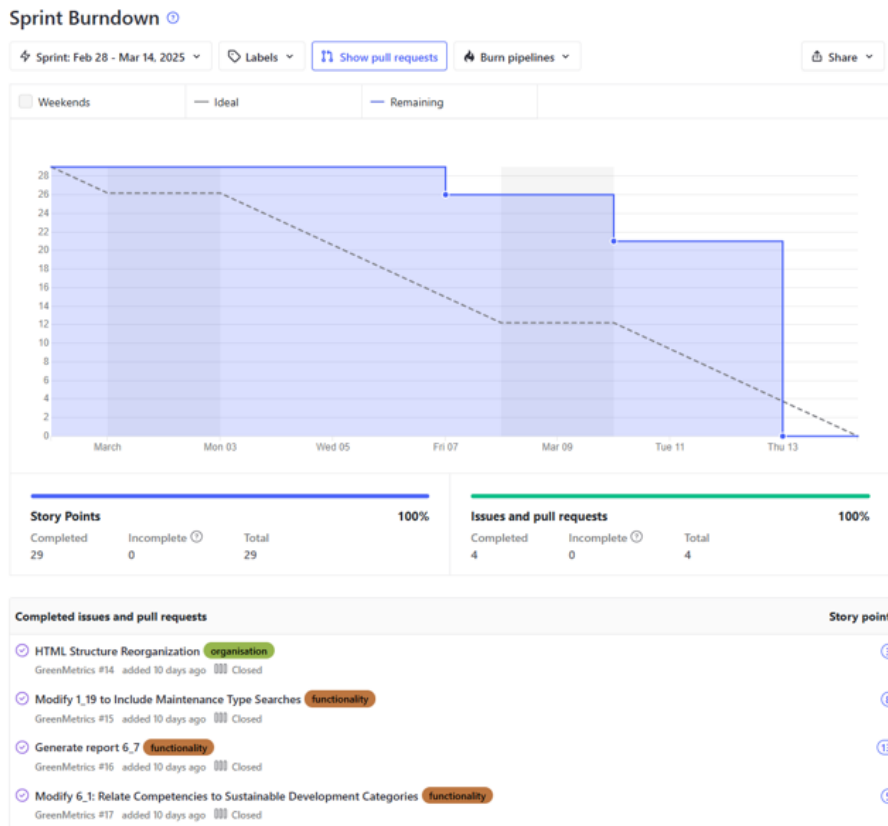 Sprint Burndown
Sprint: Feb 28 - Mar 14, 2025 Labels Show pull requests Burn pipelines Share
Weekends Ideal Remaining
28
26
24
22
20
18
16
14
12
10
8
6
4
2
0
March Mon 03 Wed 05 Fri 07 Mar 09 Tue 11 Thu 13
Story Points 100% Issues and pull requests 100%
Completed Incomplete Total Completed Incomplete Total
29 0 29 4 0 4
Completed issues and pull requests Story point
HTML Structure Reorganization organisation
GreenMetrics #14 added 10 days ago Closed
Modify 1_19 to Include Maintenance Type Searches functionality
GreenMetrics #15 added 10 days ago Closed
Generate report 6_7 functionality
GreenMetrics #16 added 10 days ago Closed
Modify 6_1: Relate Competencies to Sustainable Development Categories functionality
GreenMetrics #17 added 10 days ago Closed